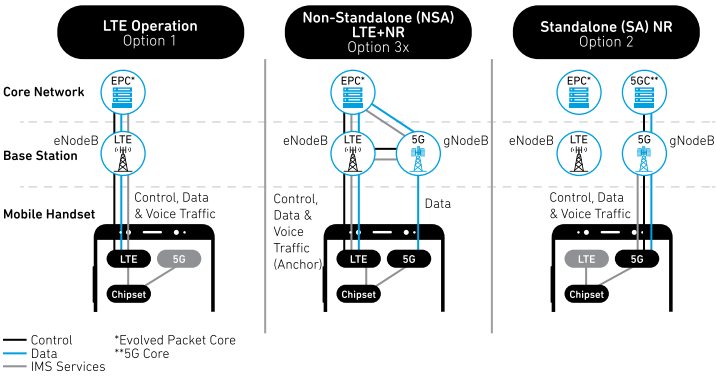 LTE Operation
Option 1
Non-Standalone (NSA)
LTE+NR
Option 3x
Standalone (SA) NR
Option 2
Core Network
EPC*
EPC*
EPC*
5GC**
eNodeB
LTE
eNodeB
LTE
5G
gNodeB
eNodeB
LTE
5G
gNodeB
Base Station
Mobile Handset
Control, Data
& Voice Traffic
Control,
Data &
Voice
Traffic
(Anchor)
Data
Control, Data
& Voice Traffic
LTE
5G
LTE
5G
LTE
5G
Chipset
Chipset
Chipset
Control
Data
IMS Services
*Evolved Packet Core
**5G Core